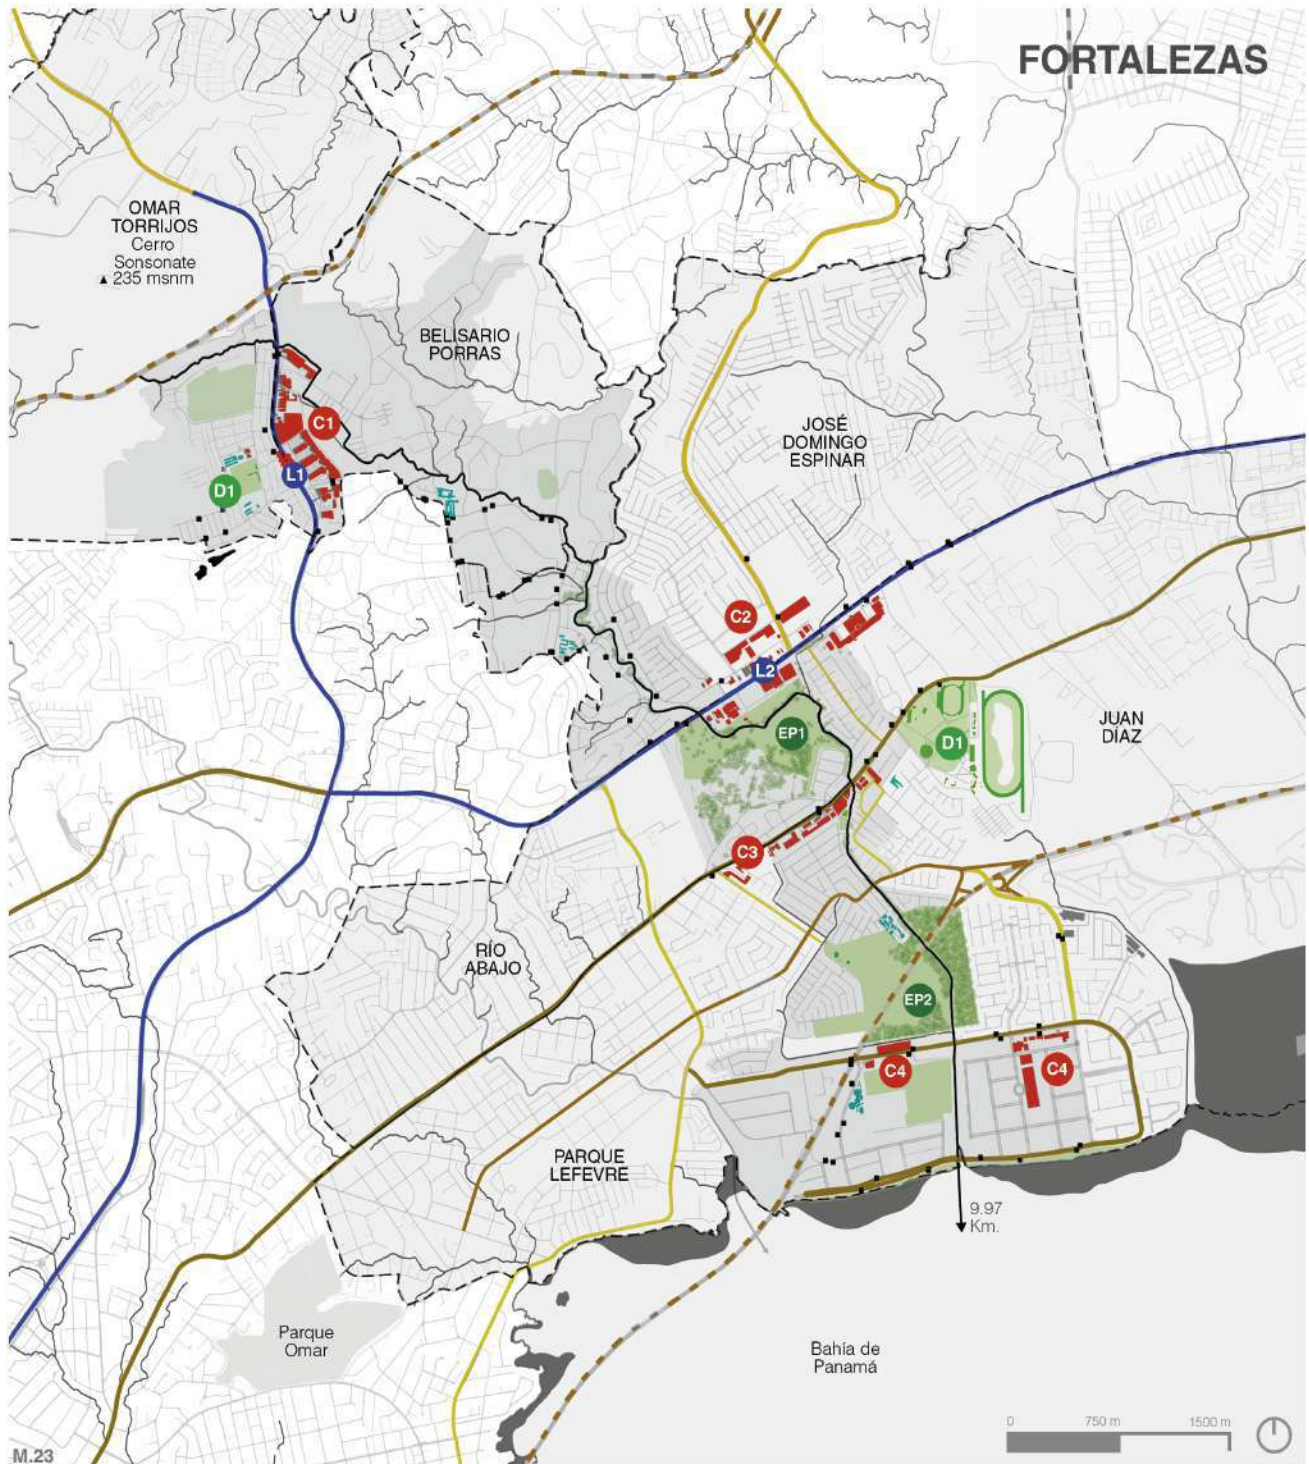 FORTALEZAS
OMAR
TORRIJOS
Cerro
Sonsonate
▲ 235 msnm
BELISARIO
PORRAS
C1
JOSÉ
DOMINGO
ESPINAR
L1
D1
C2
L2
EP1
D1
JUAN
DÍAZ
C3
RÍO
ABAJO
EP2
C4
C4
PARQUE
LEFEVRE
9.97
Km.
Parque
Omar
Bahía de
Panamá
0 750 m 1500 m
M.23